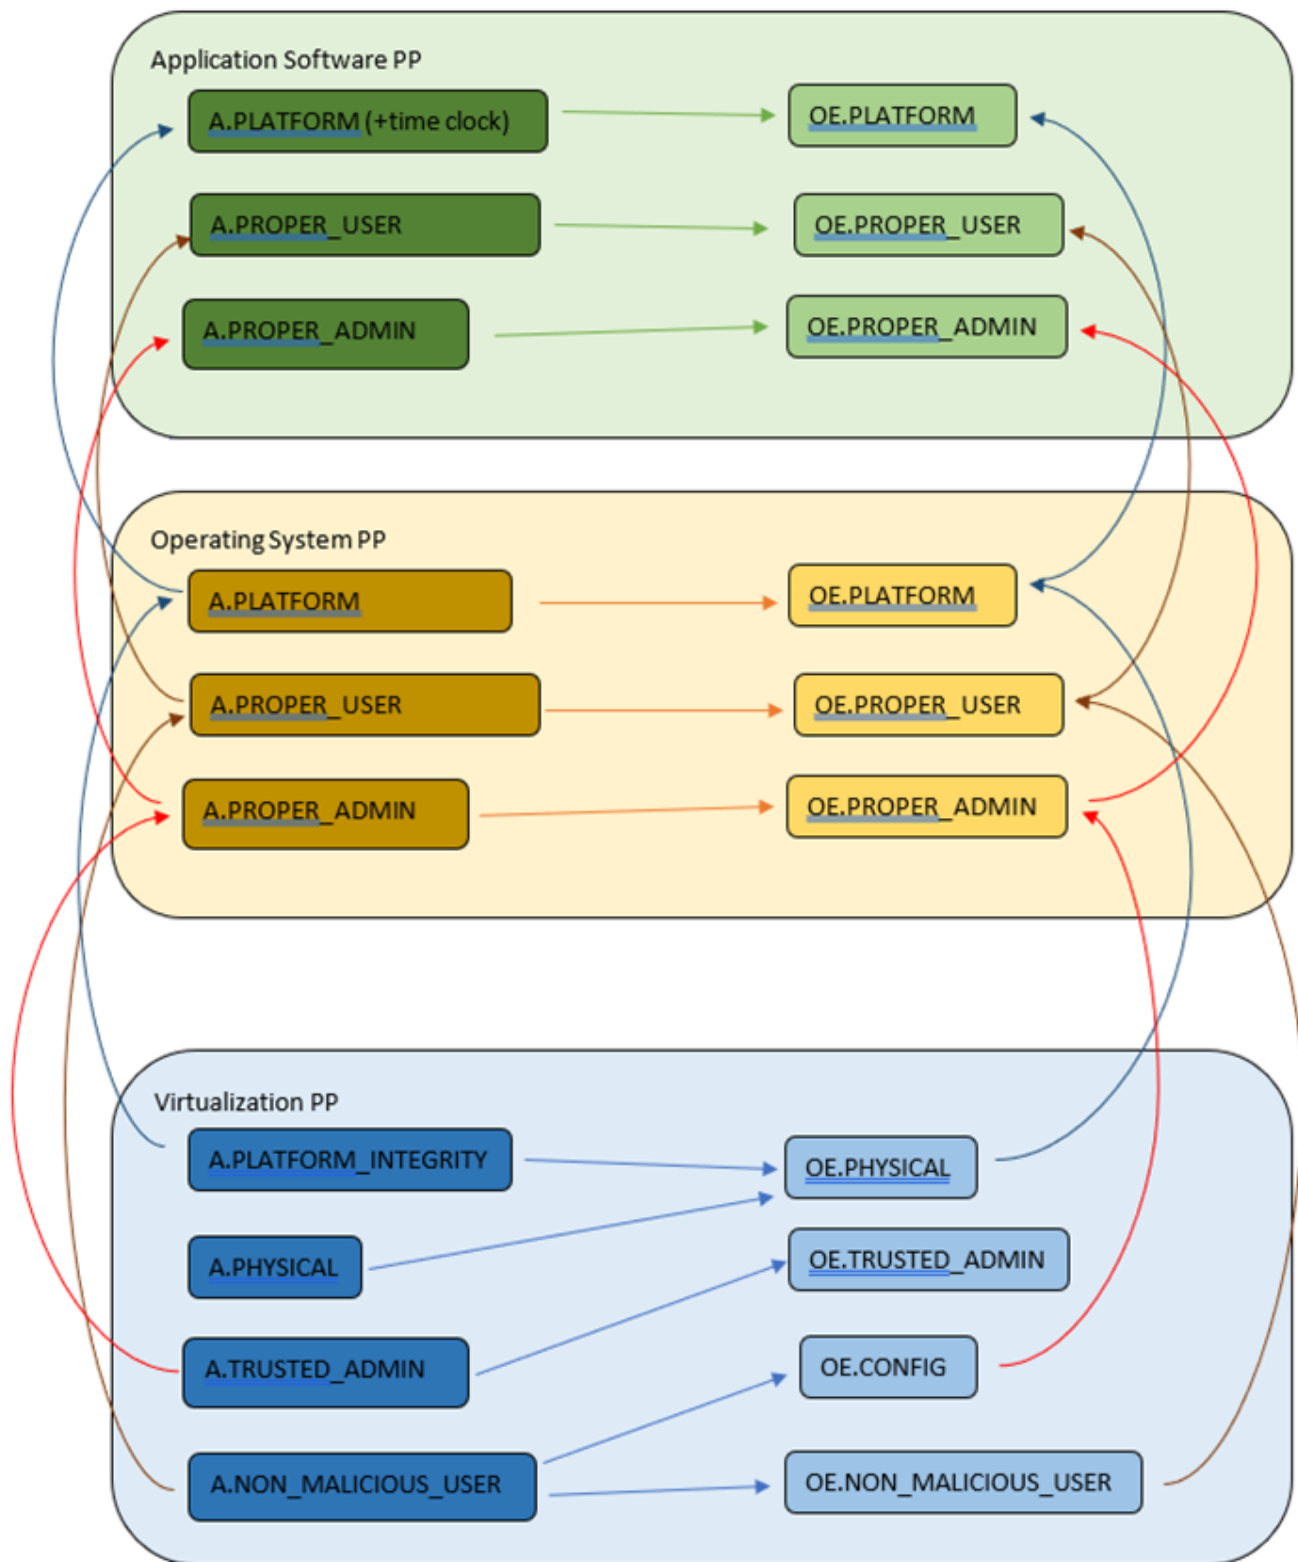 Application Software PP
A.PLATFORM (+time clock)
OE.PLATFORM
A.PROPER_USER
OE.PROPER_USER
A.PROPER_ADMIN
OE.PROPER_ADMIN
Operating System PP
A.PLATFORM
OE.PLATFORM
A.PROPER_USER
OE.PROPER_USER
A.PROPER_ADMIN
OE.PROPER_ADMIN
Virtualization PP
A.PLATFORM_INTEGRITY
OE.PHYSICAL
A.PHYSICAL
OE.TRUSTED_ADMIN
A.TRUSTED_ADMIN
OE.CONFIG
A.NON_MALICIOUS_USER
OE.NON_MALICIOUS_USER